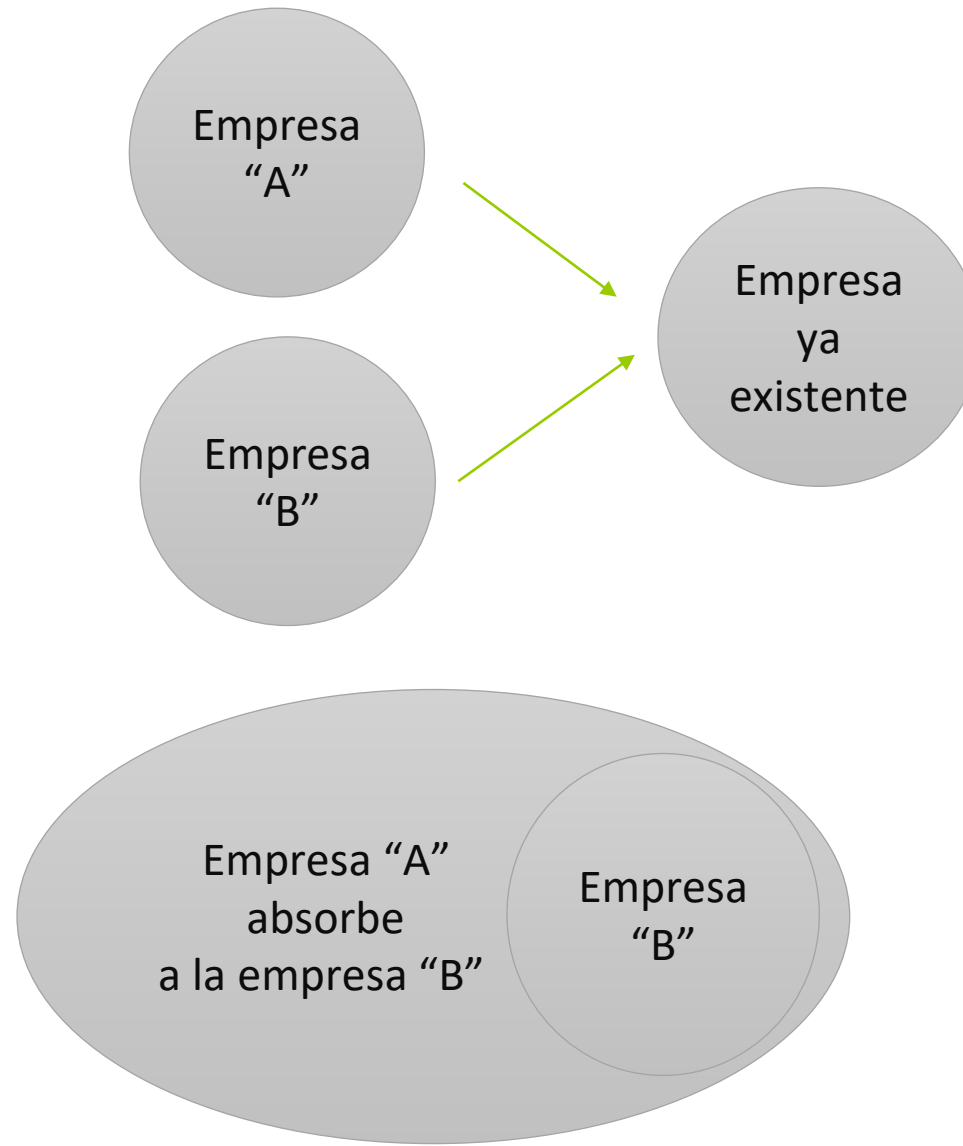 Empresa
“A”
Empresa
ya
existente
Empresa
“B”
Empresa “A”
absorbe
a la empresa “B”
Empresa
“B”